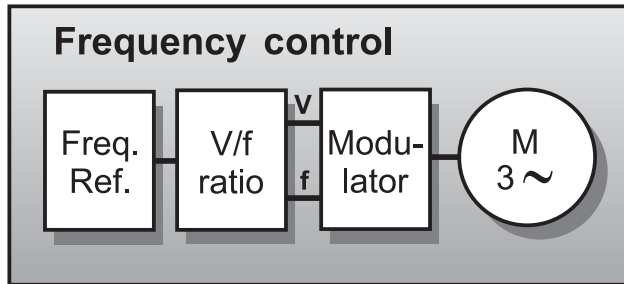 Frequency control
Freq.
Ref.
V/f
ratio
V
f
Modu-
lator
M
3 ~